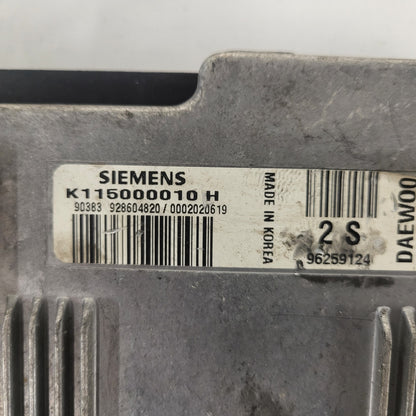 SIEMENS
K115000010 H
90383 928604820 / 0002020619
MADE IN KOREA
2 S
96259124
DAEWOO